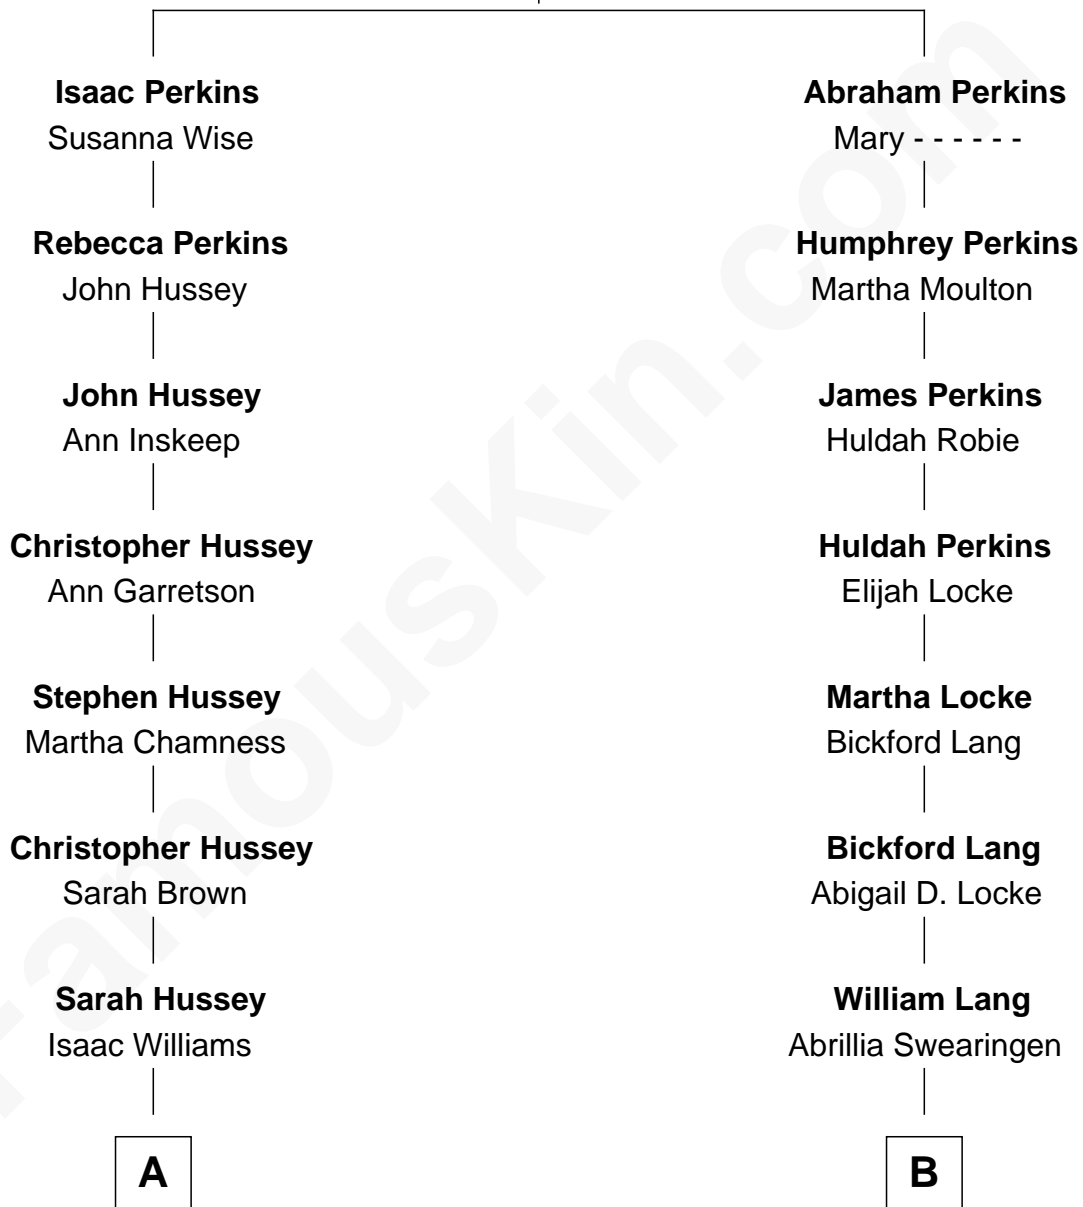 Isaac Perkins
Susanna Wise
Rebecca Perkins
John Hussey
John Hussey
Ann Inskeep
Christopher Hussey
Ann Garretson
Stephen Hussey
Martha Chamness
Christopher Hussey
Sarah Brown
Sarah Hussey
Isaac Williams
A
Abraham Perkins
Mary - - - - - -
Humphrey Perkins
Martha Moulton
James Perkins
Huldah Robie
Huldah Perkins
Elijah Locke
Martha Locke
Bickford Lang
Bickford Lang
Abigail D. Locke
William Lang
Abrillia Swearingen
B
FamousKin.com